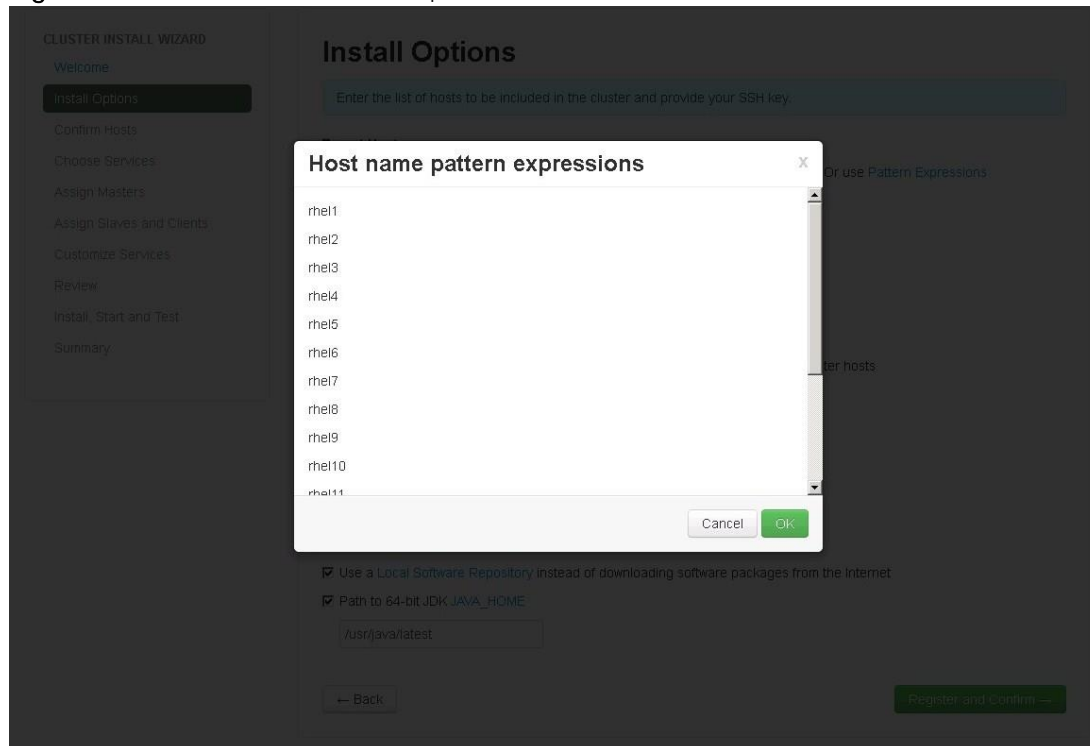 CLUSTER INSTALL WIZARD
Welcome
Install Options
Confirm Hosts
Choose Services
Assign Masters
Assign Slaves and Clients
Customize Services
Review
Install, Start and Test
Summary
Install Options
Enter the list of hosts to be included in the cluster and provide your SSH key.
Or use Pattern Expressions
Host name pattern expressions
X
rhel1
rhel2
rhel3
rhel4
rhel5
rhel6
rhel7
rhel8
rhel9
rhel10
rhel11
ter hosts
Cancel
OK
Use a Local Software Repository instead of downloading software packages from the Internet
Path to 64-bit JDK JAVA_HOME
/usr/java/latest
← Back
Register and Confirm →